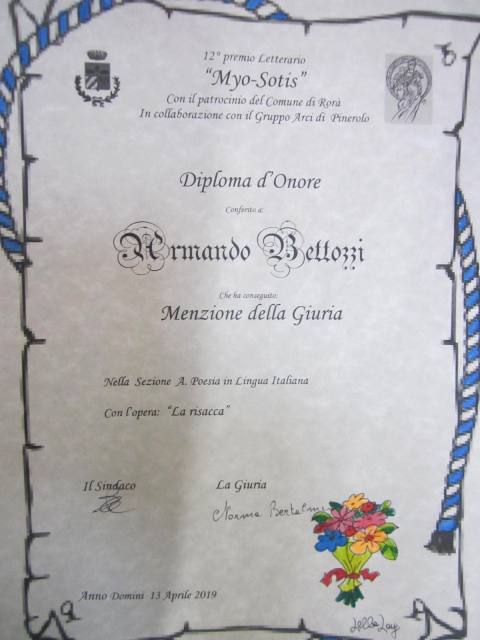 12° premio Letterario
"Myo-Sotis"
Con il patrocinio del Comune di Rorà
In collaborazione con il Gruppo Arci di Pinerolo
Diploma d'Onore
Conferito a:
Armando Bettozzi
Che ha conseguito:
Menzione della Giuria
Nella Sezione A. Poesia in Lingua Italiana
Con l'opera: "La risacca"
Il Sindaco
La Giuria
Norma
Anno Domini 13 Aprile 2019